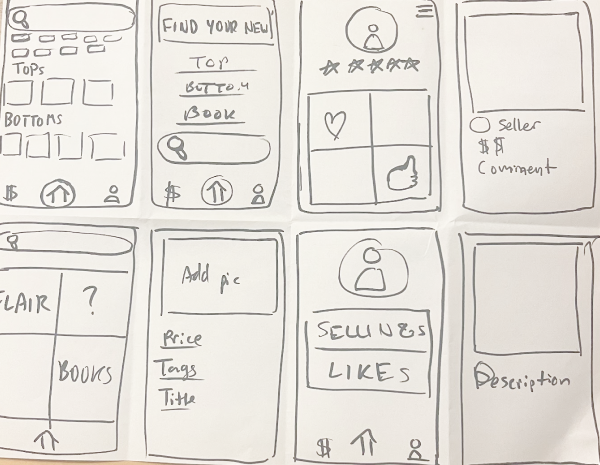 TOPS
BOTTOMS
$
FIND YOUR NEW
TOP
BOTTOM
BOOK
$
Seller
$$
Comment
FLAIR
?
BOOKS
Add pic
Price
Tags
Title
SELLINGS
LIKES
$
Description